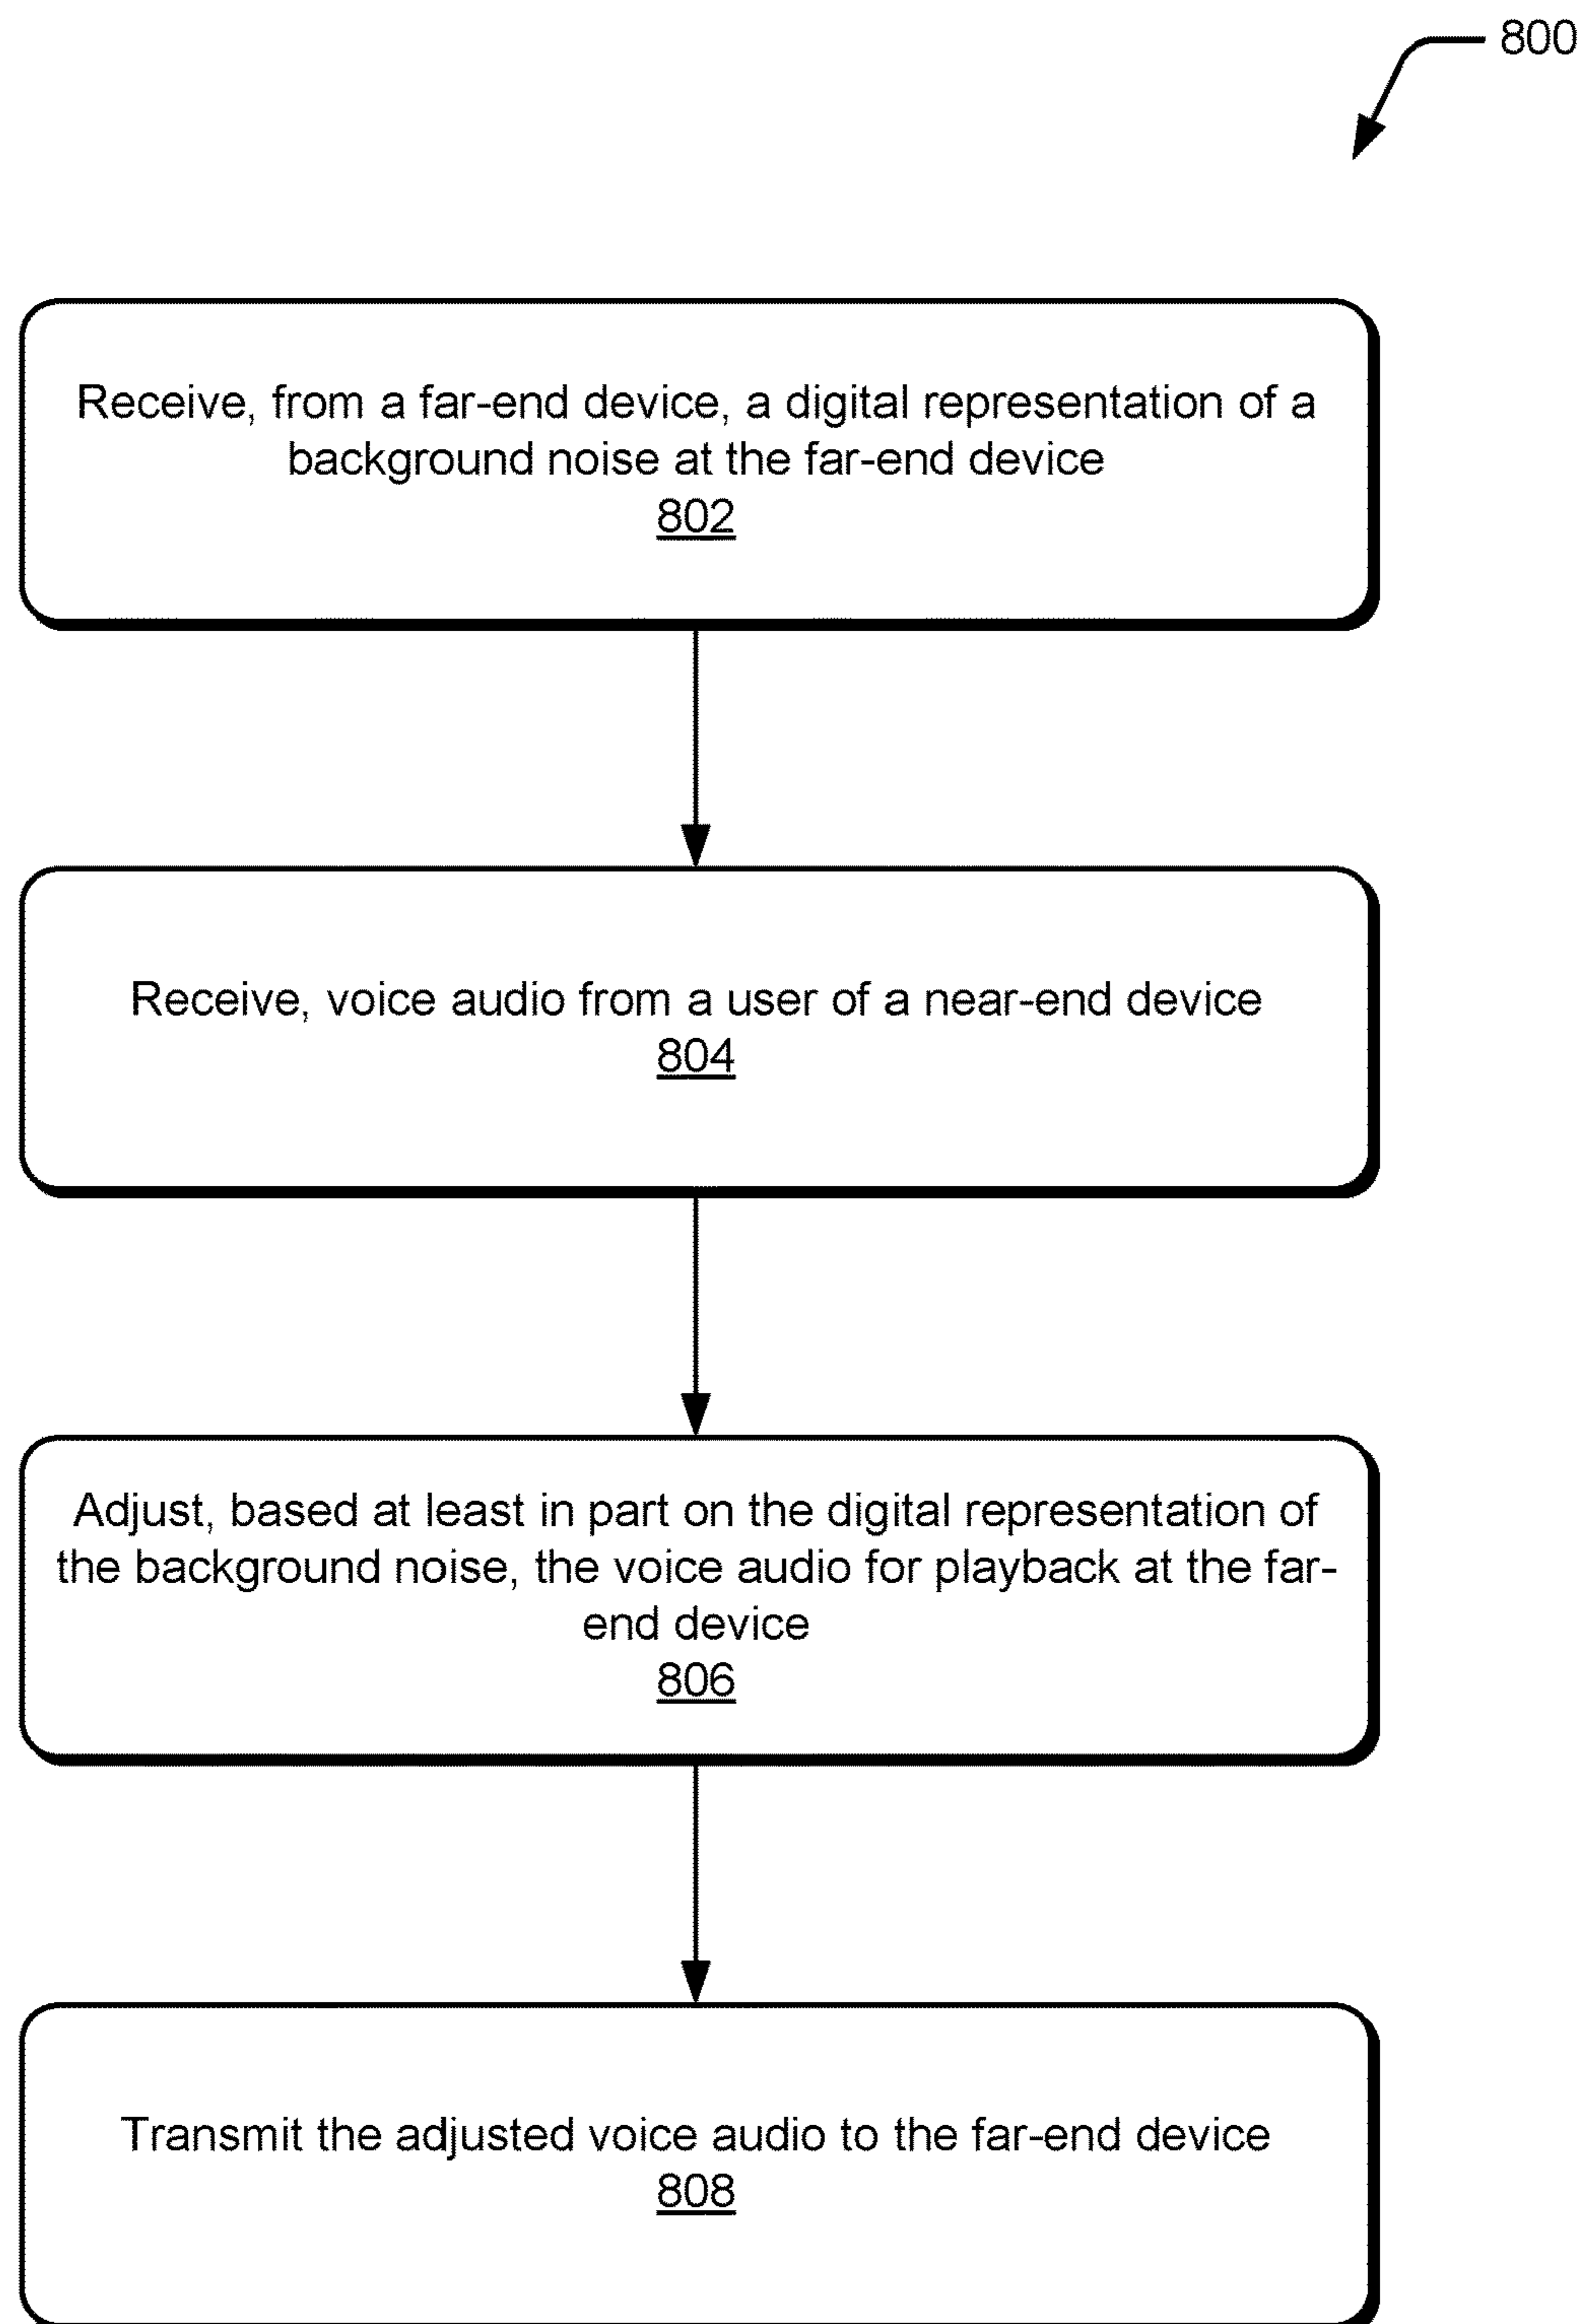 800
Receive, from a far-end device, a digital representation of a
background noise at the far-end device
802
Receive, voice audio from a user of a near-end device
804
Adjust, based at least in part on the digital representation of
the background noise, the voice audio for playback at the far-
end device
806
Transmit the adjusted voice audio to the far-end device
808